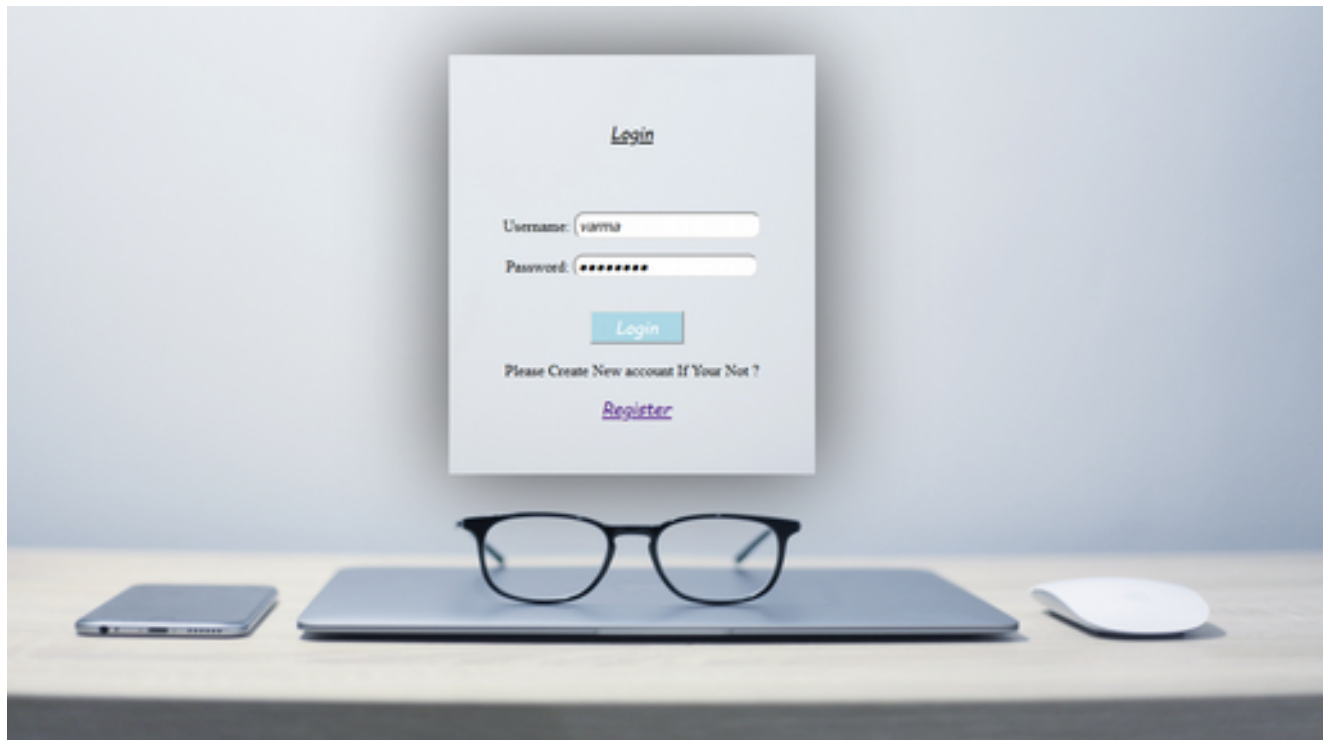 Login
Username: varma
Password: ••••••••
Login
Please Create New account If Your Not ?
Register